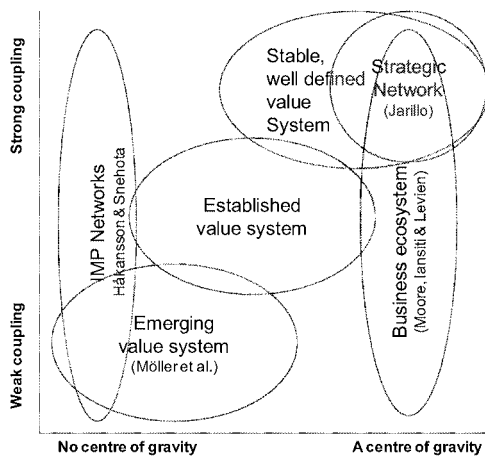 Strong coupling
Weak coupling
Stable,
well defined
value
System
Strategic
Network
(Jarillo)
IMP Networks
Håkansson & Snehota
Established
value system
Business ecosystem
(Moore, Iansiti & Levien)
Emerging
value system
(Möller et al.)
No centre of gravity
A centre of gravity